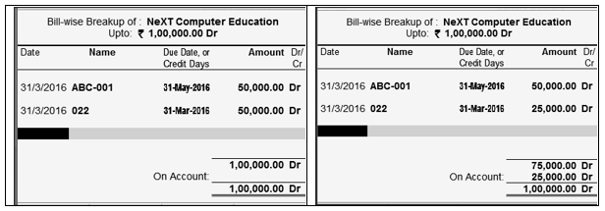 Bill-wise Breakup of : NeXT Computer Education
Upto: ₹ 1,00,000.00 Dr
Date Name Due Date, or Amount Dr/
Credit Days Cr
31/3/2016 ABC-001 31-May-2016 50,000.00 Dr
31/3/2016 022 31-Mar-2016 50,000.00 Dr
1,00,000.00 Dr
On Account:
1,00,000.00 Dr
Bill-wise Breakup of : NeXT Computer Education
Upto: ₹ 1,00,000.00 Dr
Date Name Due Date, or Amount Dr/
Credit Days Cr
31/3/2016 ABC-001 31-May-2016 50,000.00 Dr
31/3/2016 022 31-Mar-2016 25,000.00 Dr
75,000.00 Dr
On Account: 25,000.00 Dr
1,00,000.00 Dr